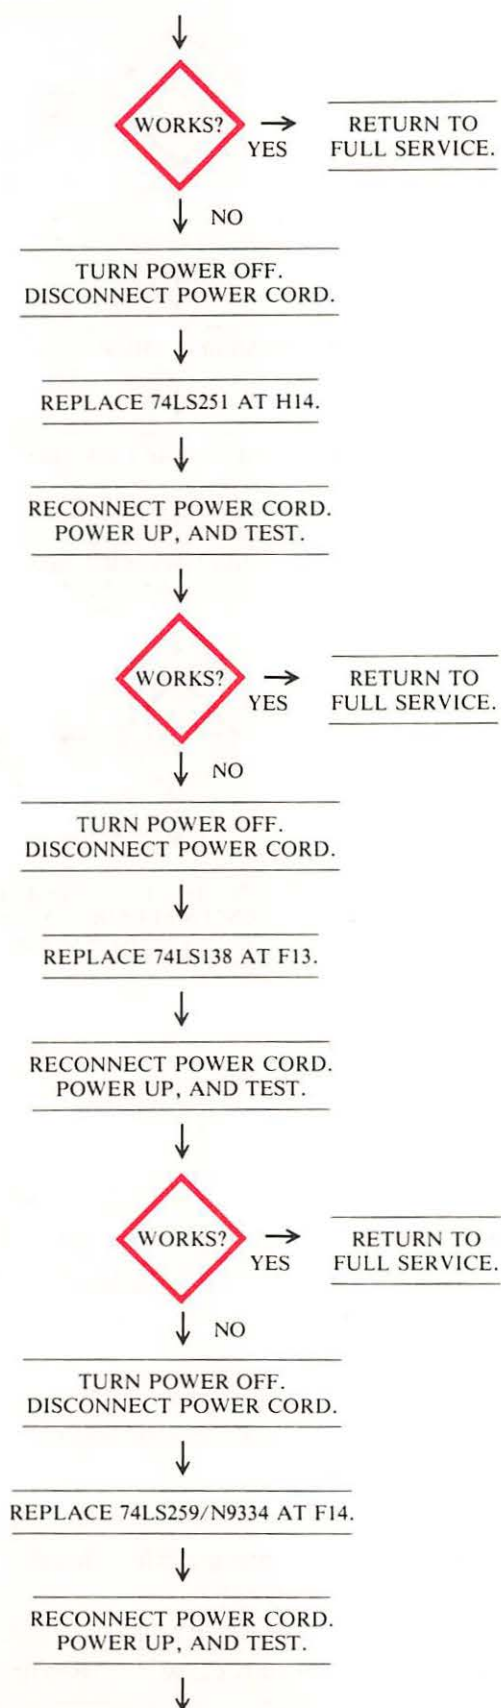 WORKS?
YES
RETURN TO
FULL SERVICE.
NO
TURN POWER OFF.
DISCONNECT POWER CORD.
REPLACE 74LS251 AT H14.
RECONNECT POWER CORD.
POWER UP, AND TEST.
WORKS?
YES
RETURN TO
FULL SERVICE.
NO
TURN POWER OFF.
DISCONNECT POWER CORD.
REPLACE 74LS138 AT F13.
RECONNECT POWER CORD.
POWER UP, AND TEST.
WORKS?
YES
RETURN TO
FULL SERVICE.
NO
TURN POWER OFF.
DISCONNECT POWER CORD.
REPLACE 74LS259/N9334 AT F14.
RECONNECT POWER CORD.
POWER UP, AND TEST.